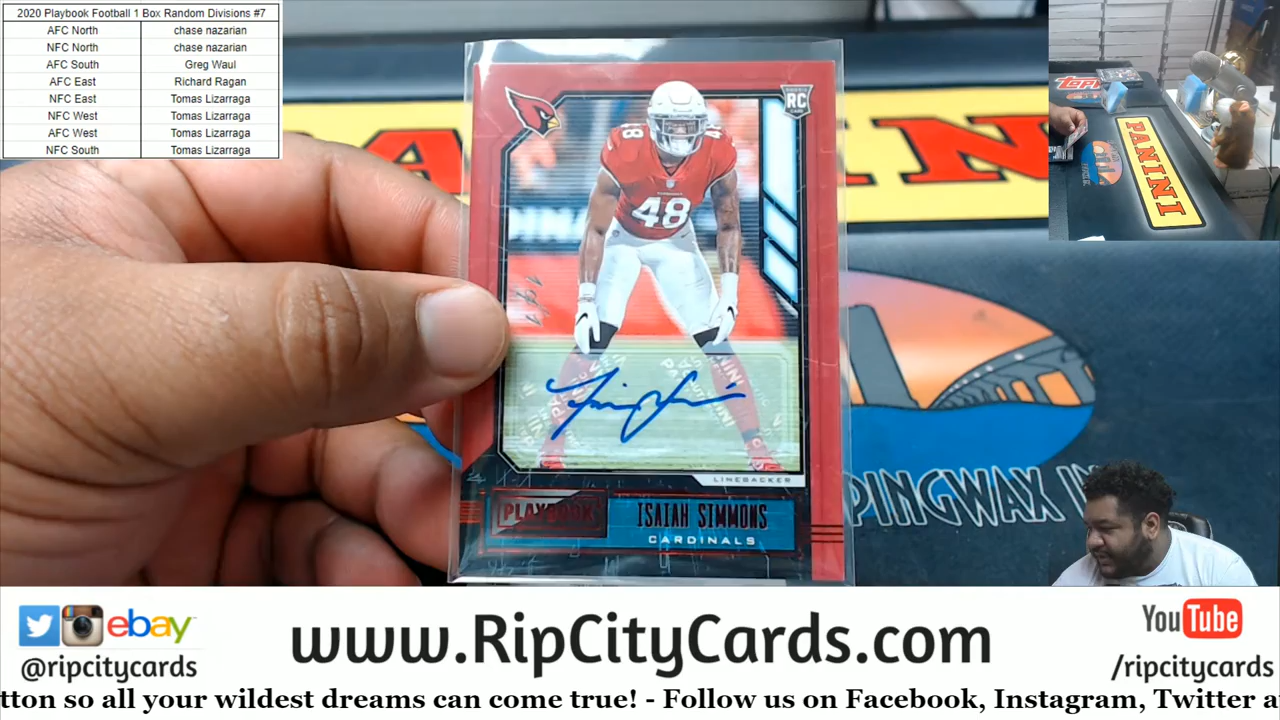 2020 Playbook Football 1 Box Random Divisions #7
AFC North chase nazarian
NFC North chase nazarian
AFC South Greg Waul
AFC East Richard Ragan
NFC East Tomas Lizarraga
NFC West Tomas Lizarraga
AFC West Tomas Lizarraga
NFC South Tomas Lizarraga
RC
48
48
48
LINEBACKER
PLAYBOOK
ISAIAH SIMMONS
CARDINALS
PANINI
PINGWAX
ebay
@ripcitycards
www.RipCityCards.com
YouTube
/ripcitycards
tton so all your wildest dreams can come true! - Follow us on Facebook, Instagram, Twitter a